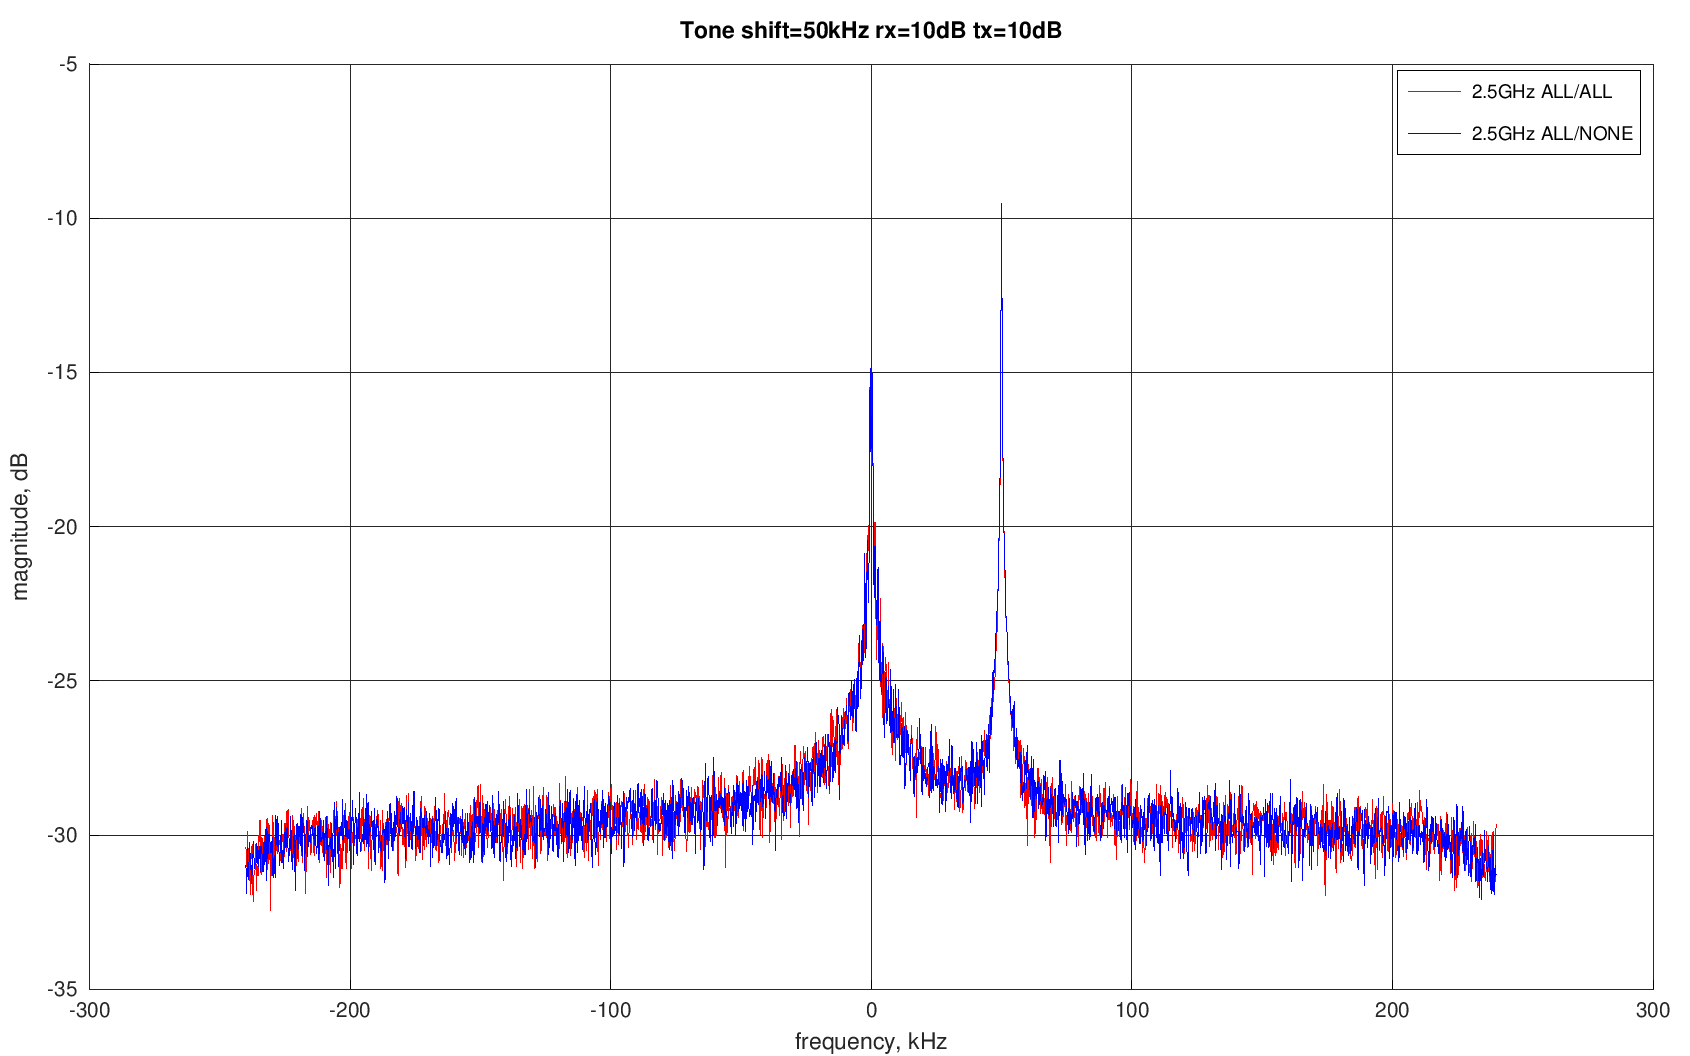 Tone shift=50kHz rx=10dB tx=10dB
2.5GHz ALL/ALL
2.5GHz ALL/NONE
magnitude, dB
-5
-10
-15
-20
-25
-30
-35
-300 -200 -100 0 100 200 300
frequency, kHz